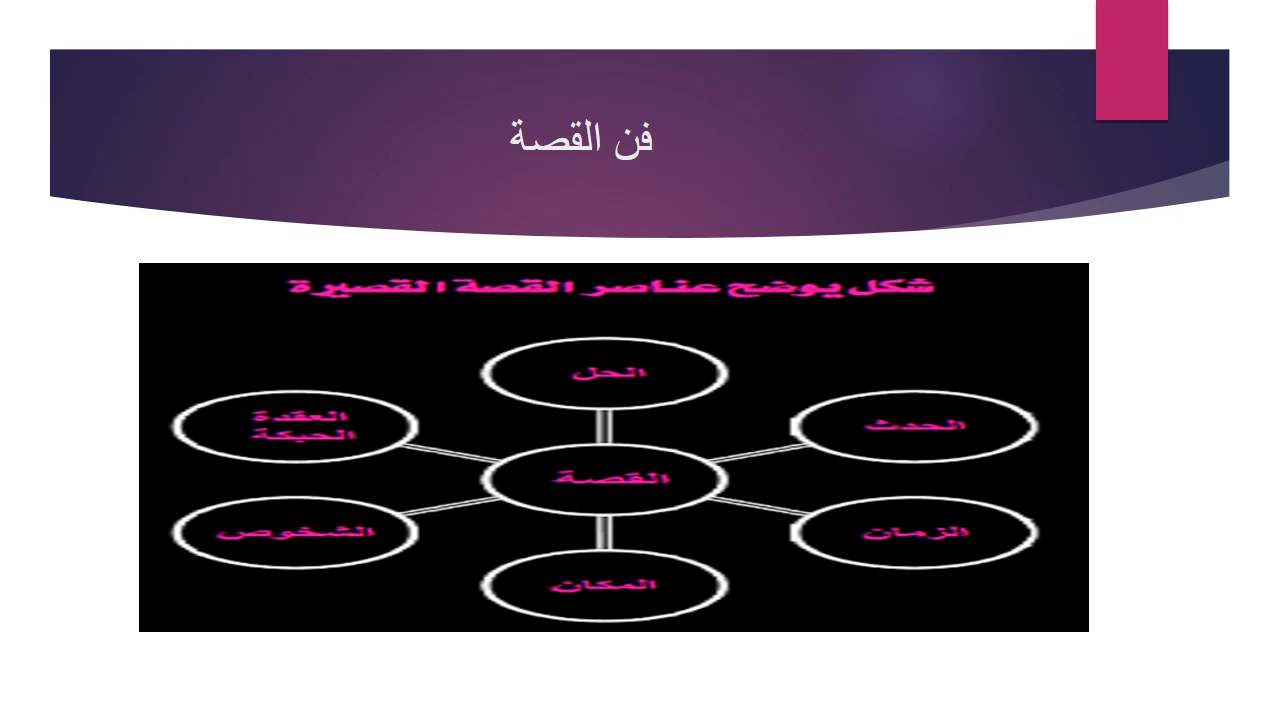 فن القصة
شكل يوضح عناصر القصة القصيرة
الحل
الحدث
العقدة
الحبكة
القصة
الزمان
الشخوص
المكان